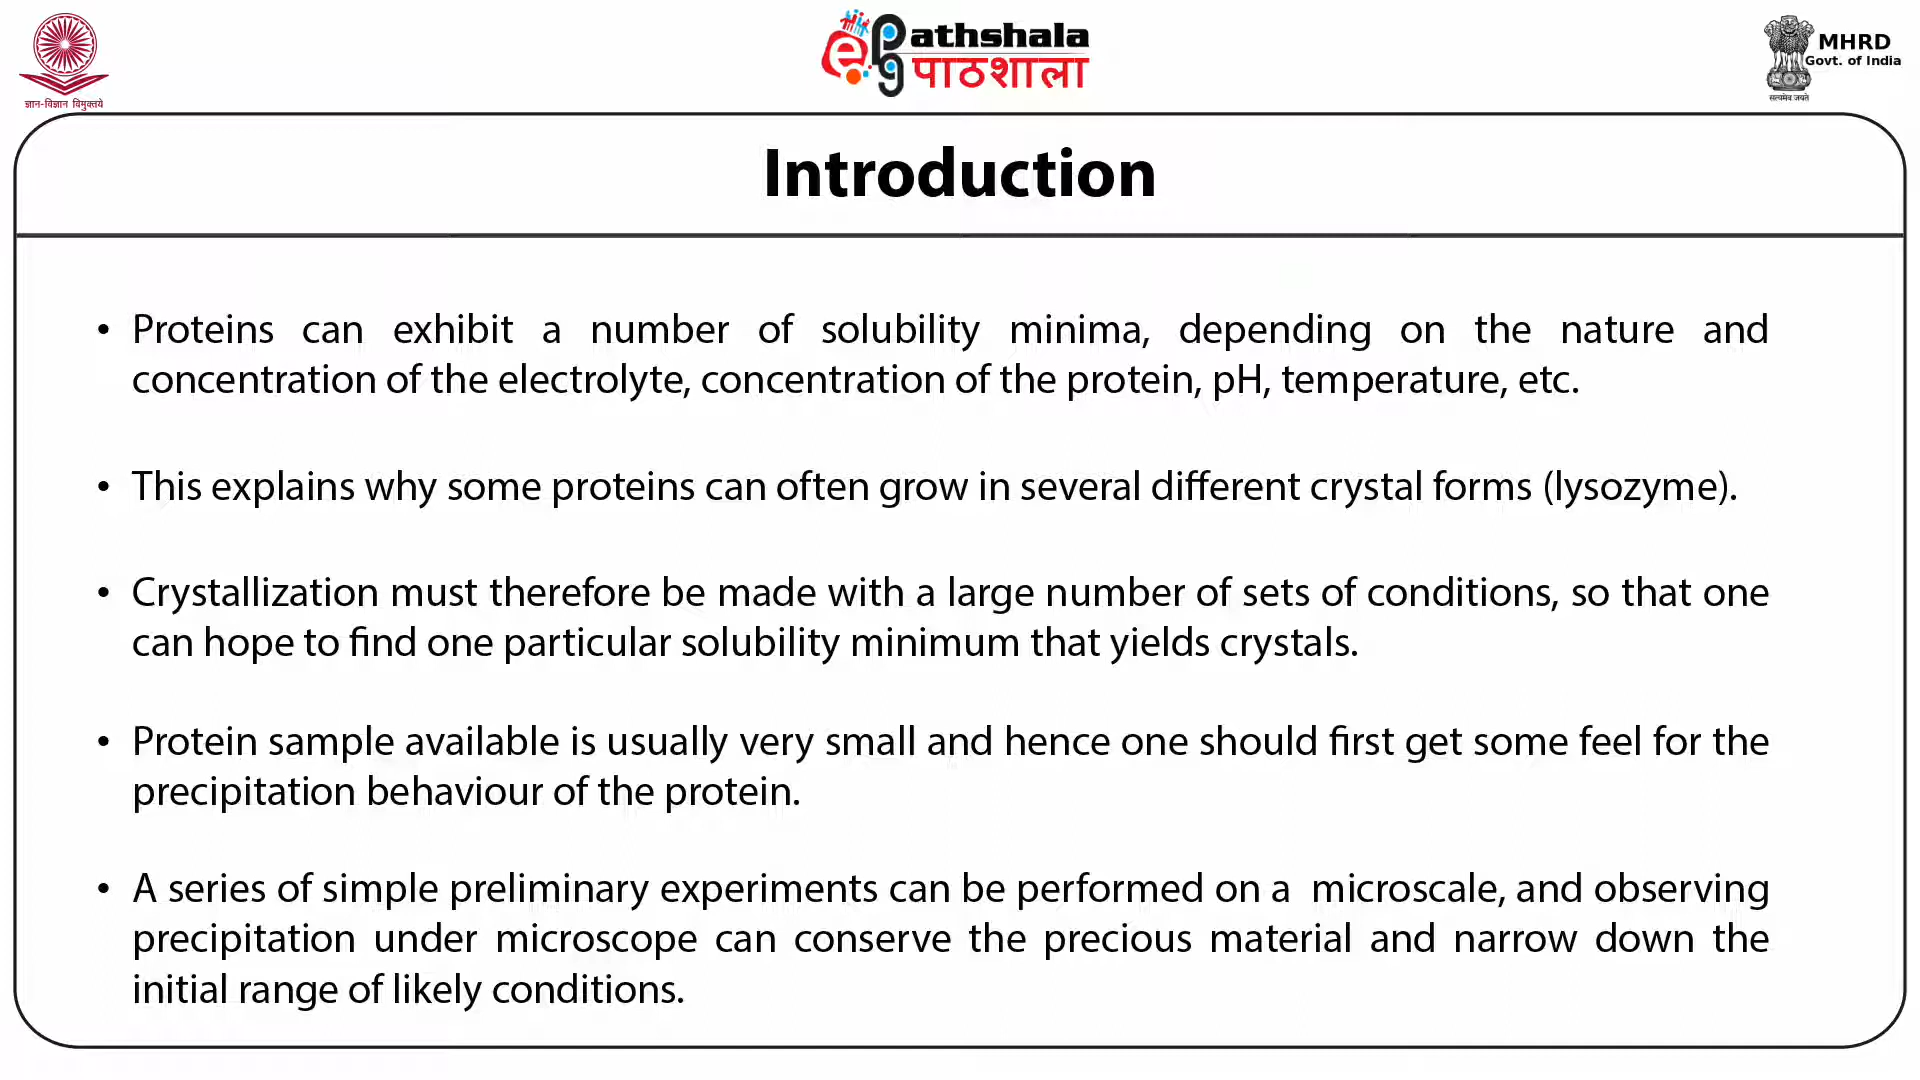 ज्ञान-विज्ञान विमुक्तये
ePathshala
पाठशाला
MHRD
Govt. of India
सत्यमेव जयते
Introduction
• Proteins can exhibit a number of solubility minima, depending on the nature and
concentration of the electrolyte, concentration of the protein, pH, temperature, etc.
• This explains why some proteins can often grow in several different crystal forms (lysozyme).
• Crystallization must therefore be made with a large number of sets of conditions, so that one
can hope to find one particular solubility minimum that yields crystals.
• Protein sample available is usually very small and hence one should first get some feel for the
precipitation behaviour of the protein.
• A series of simple preliminary experiments can be performed on a  microscale, and observing
precipitation under microscope can conserve the precious material and narrow down the
initial range of likely conditions.